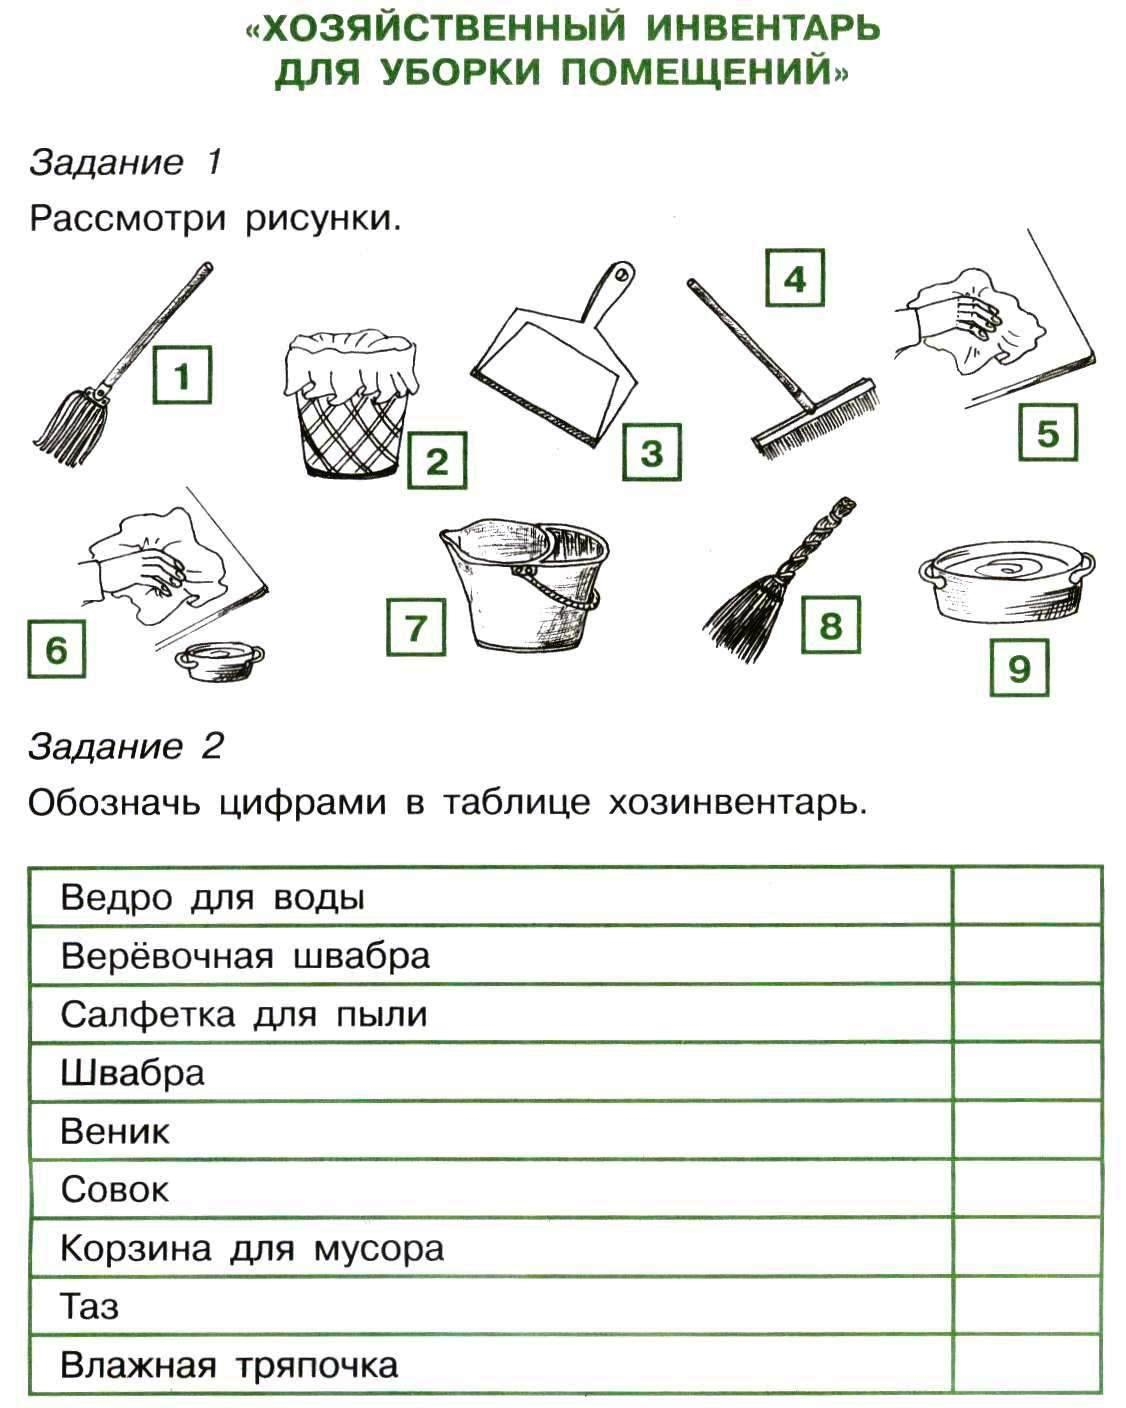 «ХОЗЯЙСТВЕННЫЙ ИНВЕНТАРЬ
ДЛЯ УБОРКИ ПОМЕЩЕНИЙ»
Задание 1
Рассмотри рисунки.
1
2
3
4
5
6
7
8
9
Задание 2
Обозначь цифрами в таблице хозинвентарь.
Ведро для воды
Верёвочная швабра
Салфетка для пыли
Швабра
Веник
Совок
Корзина для мусора
Таз
Влажная тряпочка